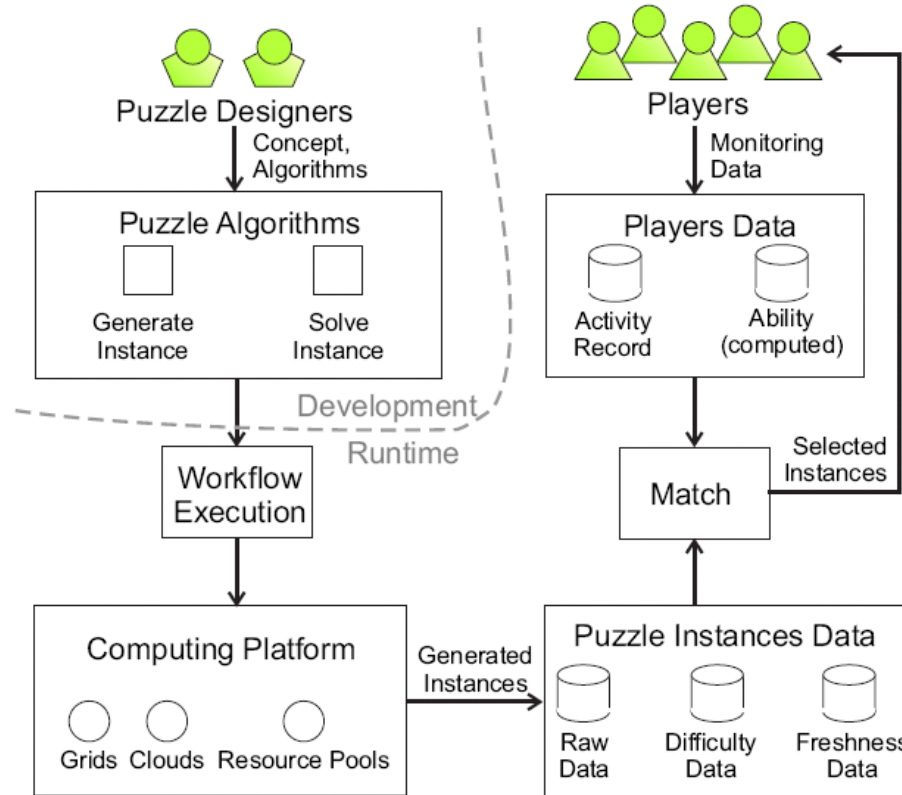 Puzzle Designers
Concept,
Algorithms
Puzzle Algorithms
Generate
Instance
Solve
Instance
Development
Runtime
Workflow
Execution
Computing Platform
Grids
Clouds
Resource Pools
Generated
Instances
Players
Monitoring
Data
Players Data
Activity
Record
Ability
(computed)
Match
Selected
Instances
Puzzle Instances Data
Raw
Data
Difficulty
Data
Freshness
Data